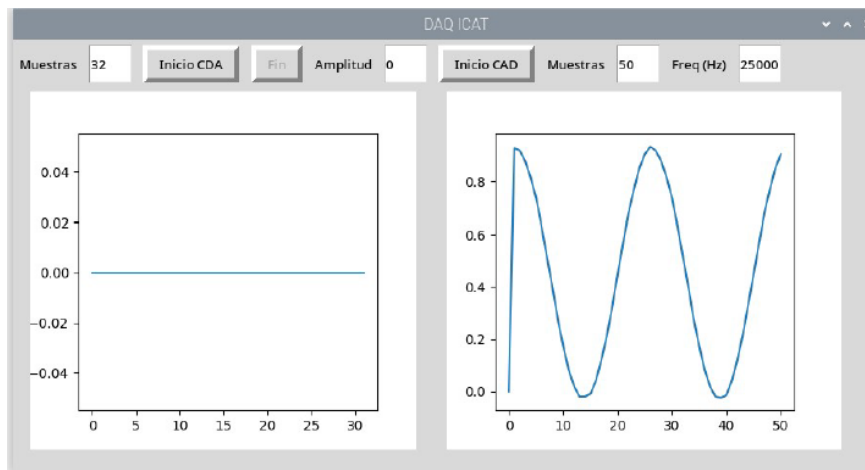 DAQ ICAT
Muestras 32 Inicio CDA Fin Amplitud 0 Inicio CAD Muestras 50 Freq (Hz) 25000
0.04
0.02
0.00
−0.02
−0.04
0 5 10 15 20 25 30
0.8
0.6
0.4
0.2
0.0
0 10 20 30 40 50